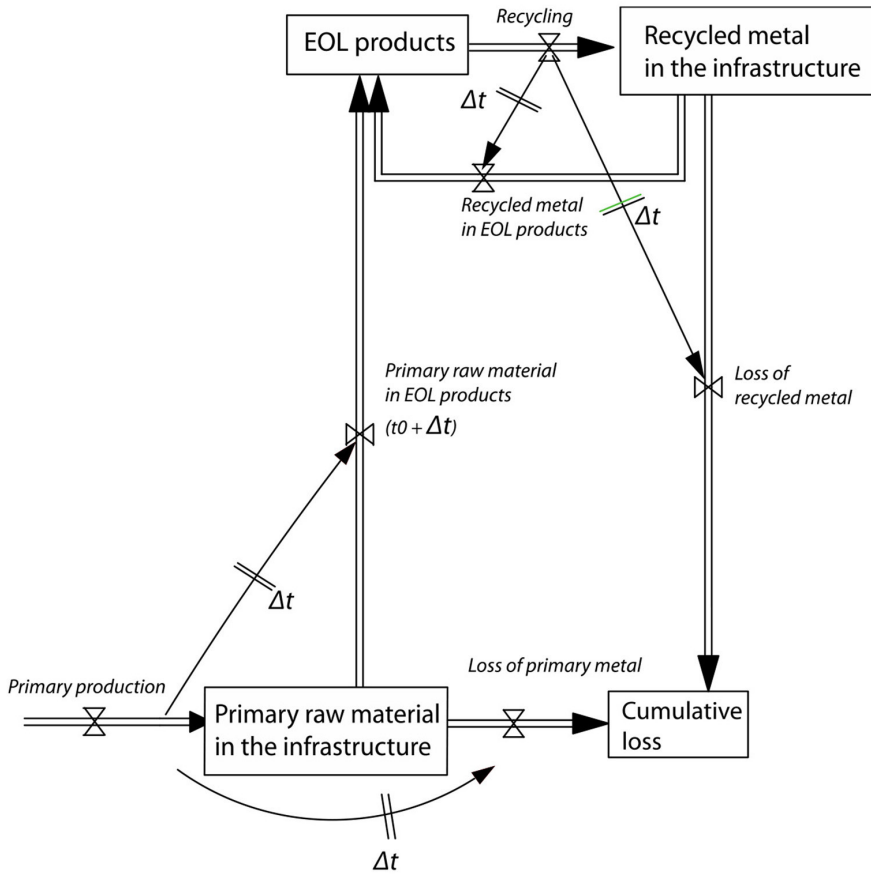 Recycling
EOL products
Recycled metal
in the infrastructure
Δt
Recycled metal
in EOL products
Δt
Primary raw material
in EOL products
(t0 + Δt)
Loss of
recycled metal
Δt
Primary production
Loss of primary metal
Primary raw material
in the infrastructure
Cumulative
loss
Δt